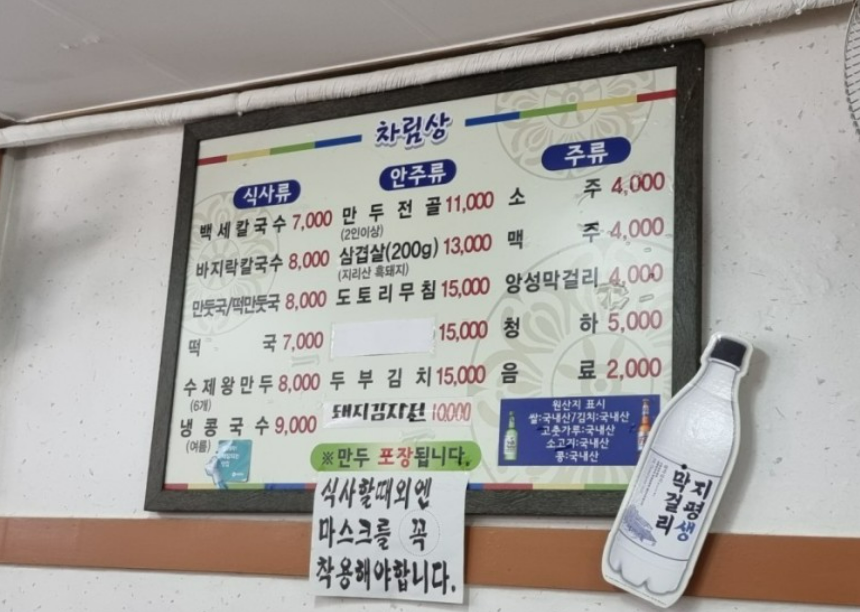 차림상
식사류
백세칼국수 7,000
바지락칼국수 8,000
만둣국/떡만둣국 8,000
떡국 7,000
수제왕만두 8,000
(6개)
냉콩국수 9,000
(여름)
안주류
만두전골 11,000
(2인이상)
삼겹살(200g) 13,000
(지리산 흑돼지)
도토리무침 15,000
15,000
두부김치 15,000
돼지김자전 10,000
※만두 포장됩니다.
주류
소주 4,000
맥주 4,000
앙성막걸리 4,000
청하 5,000
음료 2,000
원산지 표시
쌀:국내산/김치:국내산
고춧가루:국내산
소고기:국내산
콩:국내산
식사할때외엔
마스크를 꼭
착용해야합니다.
지평생
막걸리